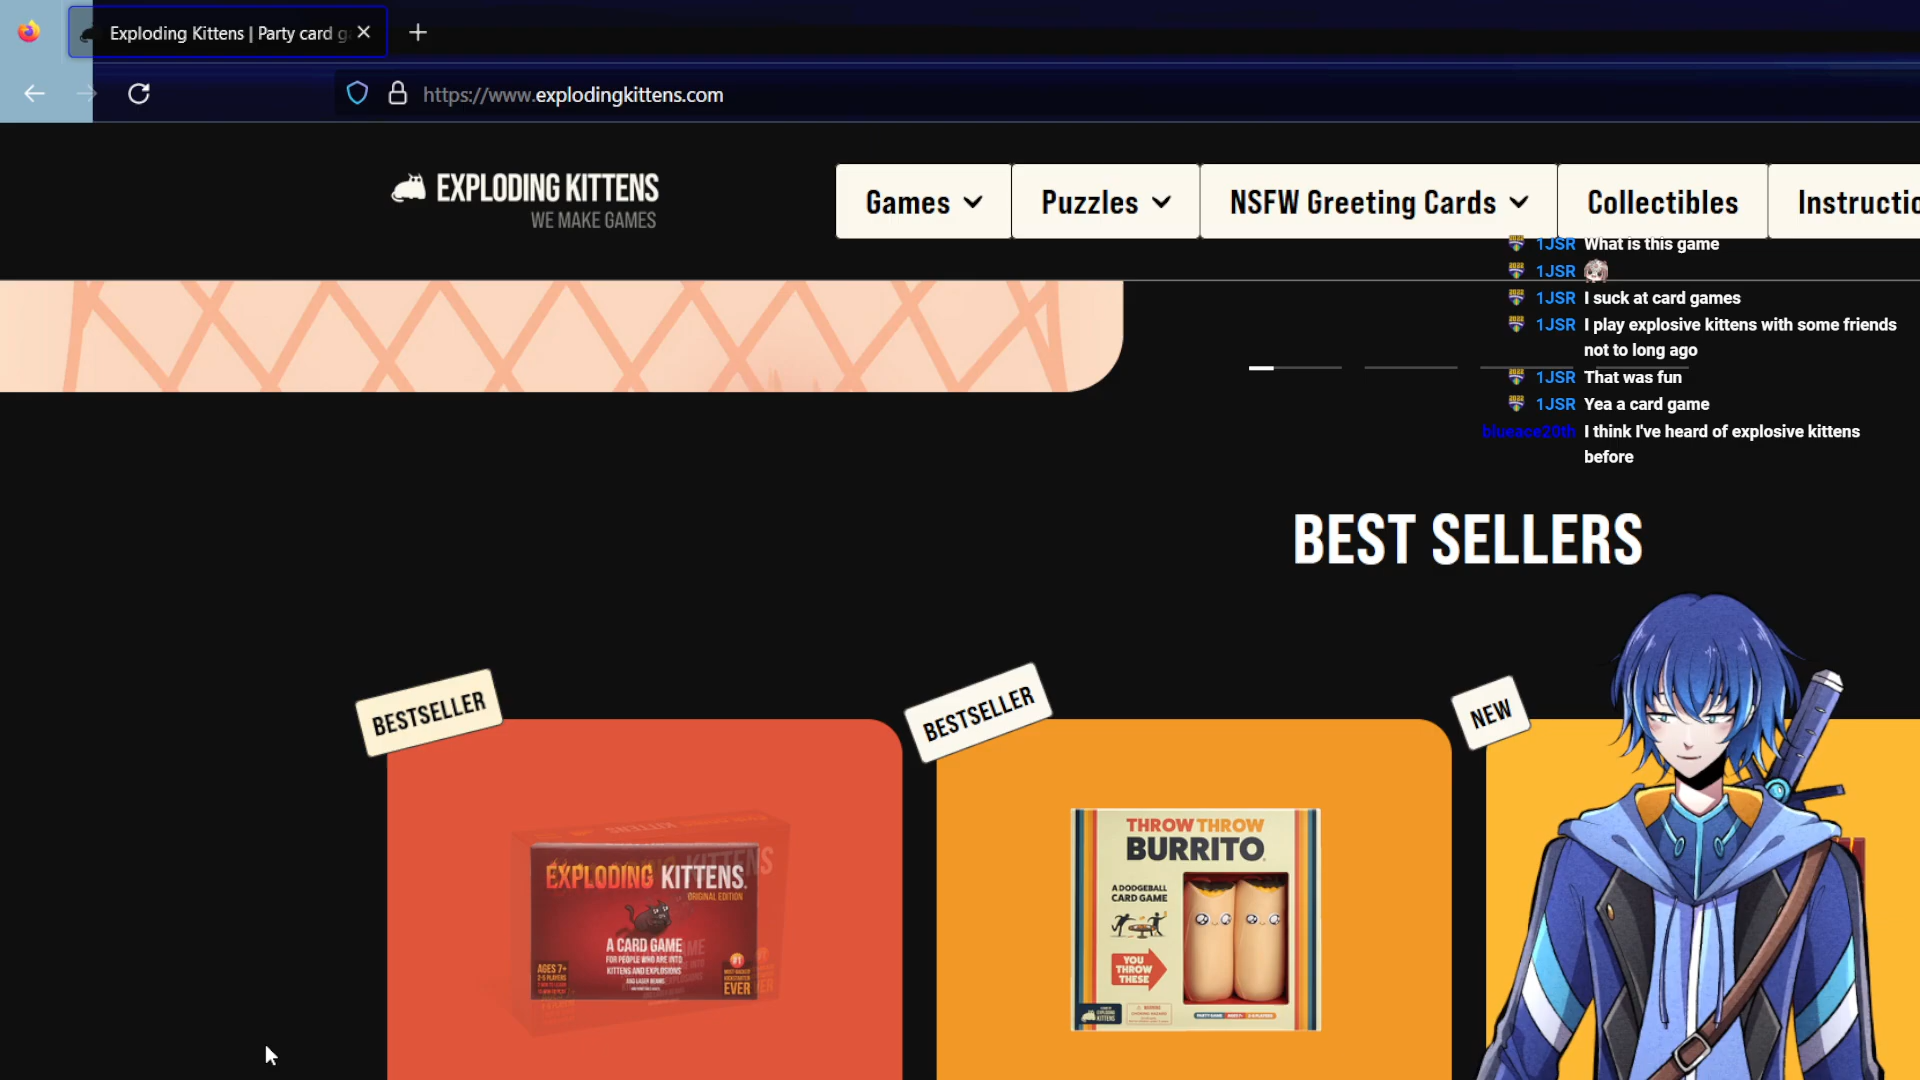 Exploding Kittens | Party card g
https://www.explodingkittens.com
EXPLODING KITTENS
WE MAKE GAMES
Games
Puzzles
NSFW Greeting Cards
Collectibles
Instructio
1JSR What is this game
1JSR
1JSR I suck at card games
1JSR I play explosive kittens with some friends
not to long ago
1JSR That was fun
1JSR Yea a card game
blueace20th I think I've heard of explosive kittens
before
BEST SELLERS
BESTSELLER
BESTSELLER
NEW
EXPLODING KITTENS
ORIGINAL EDITION
A CARD GAME
FOR PEOPLE WHO ARE INTO
KITTENS AND EXPLOSIONS
AGES 7+
EVER
THROW THROW
BURRITO
A DODGEBALL
CARD GAME
YOU
THROW
THESE